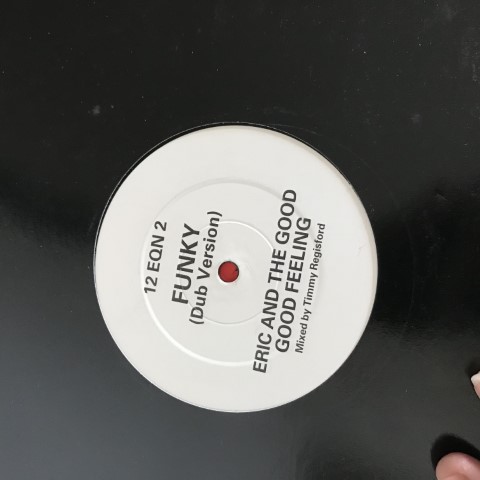 12 EQN 2
FUNKY
(Dub Version)
ERIC AND THE GOOD
GOOD FEELING
Mixed by Timmy Regisford